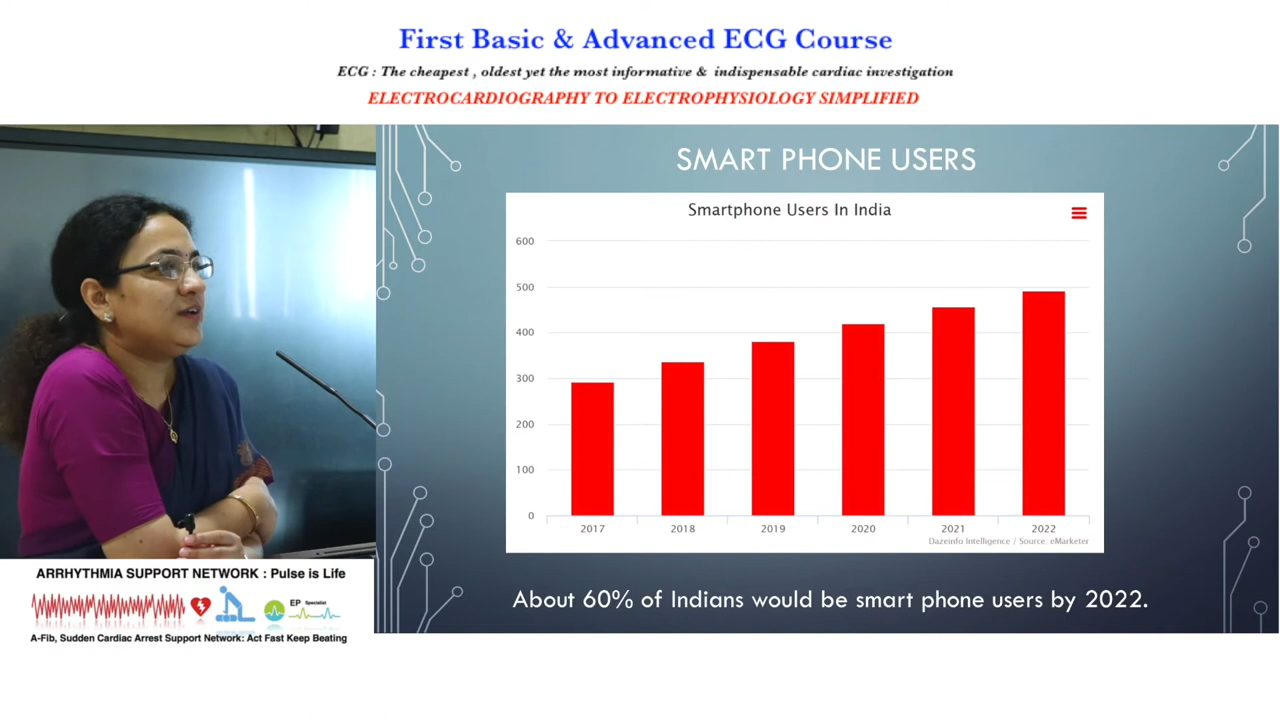 First Basic & Advanced ECG Course
ECG : The cheapest , oldest yet the most informative & indispensable cardiac investigation
ELECTROCARDIOGRAPHY TO ELECTROPHYSIOLOGY SIMPLIFIED
SMART PHONE USERS
Smartphone Users In India
600
500
400
300
200
100
0
2017 2018 2019 2020 2021 2022
Dazeinfo Intelligence / Source: eMarketer
About 60% of Indians would be smart phone users by 2022.
ARRHYTHMIA SUPPORT NETWORK : Pulse is Life
EP Specialist
A-Fib, Sudden Cardiac Arrest Support Network: Act Fast Keep Beating